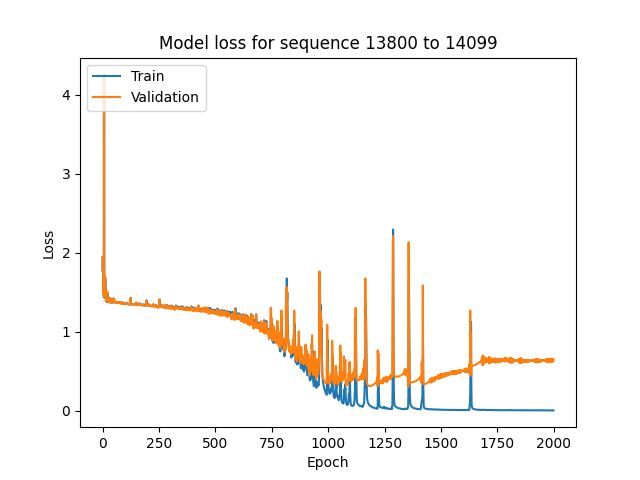 Model loss for sequence 13800 to 14099
Train
Validation
Loss
4
3
2
1
0
0 250 500 750 1000 1250 1500 1750 2000
Epoch